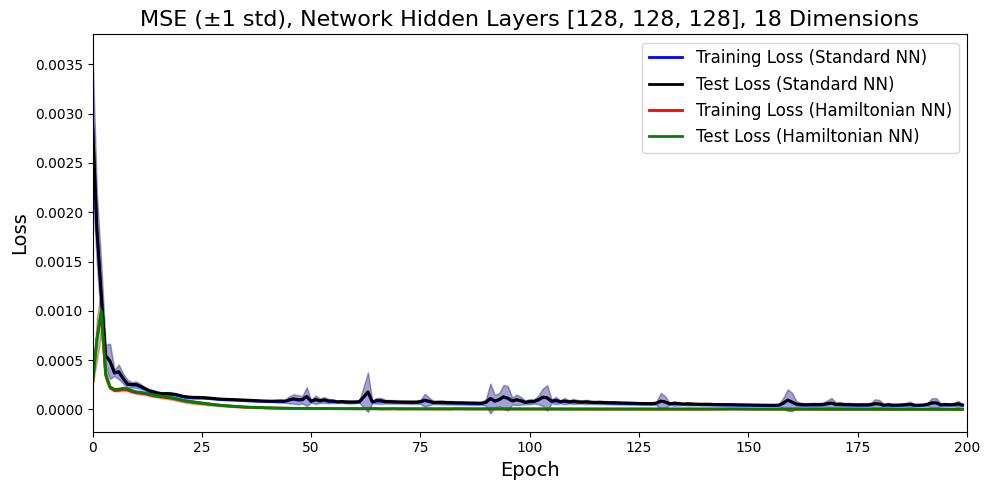 MSE (±1 std), Network Hidden Layers [128, 128, 128], 18 Dimensions
Training Loss (Standard NN)
Test Loss (Standard NN)
Training Loss (Hamiltonian NN)
Test Loss (Hamiltonian NN)
Loss
0.0035
0.0030
0.0025
0.0020
0.0015
0.0010
0.0005
0.0000
0 25 50 75 100 125 150 175 200
Epoch